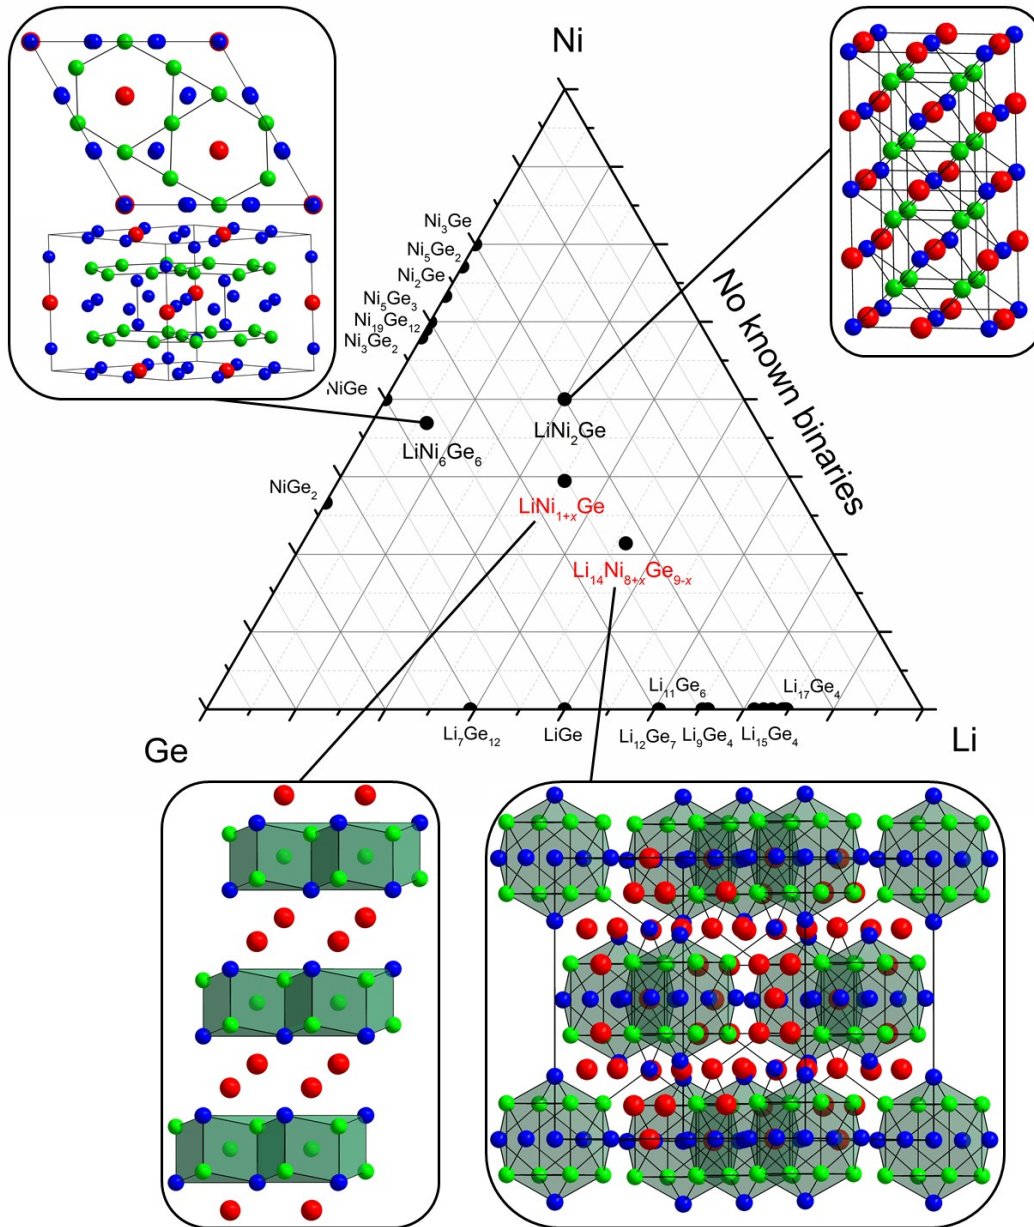 Ni
Ni₃Ge
Ni₅Ge₂
Ni₂Ge
Ni₅Ge₃
Ni₁₉Ge₁₂
Ni₃Ge₂
NiGe
No known binaries
LiNi₂Ge
LiNi₆Ge₆
NiGe₂
LiNi₁₊ₓGe
Li₁₄Ni₈₊ₓGe₉₋ₓ
Li₁₁Ge₆
Li₁₇Ge₄
Ge
Li₇Ge₁₂
LiGe
Li₁₂Ge₇
Li₉Ge₄
Li₁₅Ge₄
Li